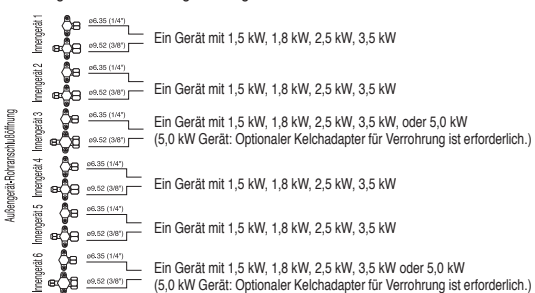 Außengerät-Rohranschlußöffnung
Innengerät 1
ø6.35 (1/4")
ø9.52 (3/8")
Ein Gerät mit 1,5 kW, 1,8 kW, 2,5 kW, 3,5 kW
Innengerät 2
ø6.35 (1/4")
ø9.52 (3/8")
Ein Gerät mit 1,5 kW, 1,8 kW, 2,5 kW, 3,5 kW
Innengerät 3
ø6.35 (1/4")
ø9.52 (3/8")
Ein Gerät mit 1,5 kW, 1,8 kW, 2,5 kW, 3,5 kW, oder 5,0 kW
(5,0 kW Gerät: Optionaler Kelchadapter für Verrohrung ist erforderlich.)
Innengerät 4
ø6.35 (1/4")
ø9.52 (3/8")
Ein Gerät mit 1,5 kW, 1,8 kW, 2,5 kW, 3,5 kW
Innengerät 5
ø6.35 (1/4")
ø9.52 (3/8")
Ein Gerät mit 1,5 kW, 1,8 kW, 2,5 kW, 3,5 kW
Innengerät 6
ø6.35 (1/4")
ø9.52 (3/8")
Ein Gerät mit 1,5 kW, 1,8 kW, 2,5 kW, 3,5 kW oder 5,0 kW
(5,0 kW Gerät: Optionaler Kelchadapter für Verrohrung ist erforderlich.)